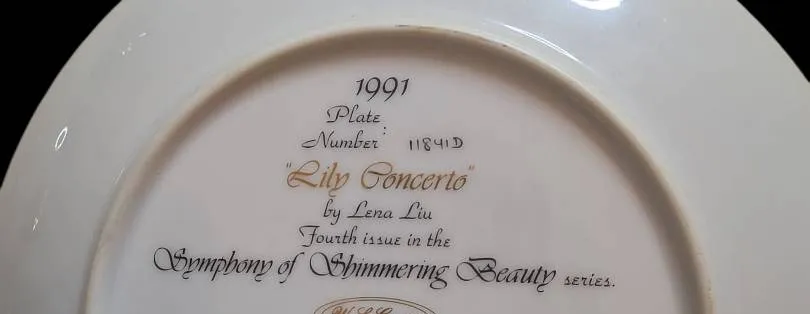 1991
Plate
Number: 11841D
"Lily Concerto"
by Lena Liu
Fourth issue in the
Symphony of Shimmering Beauty series.